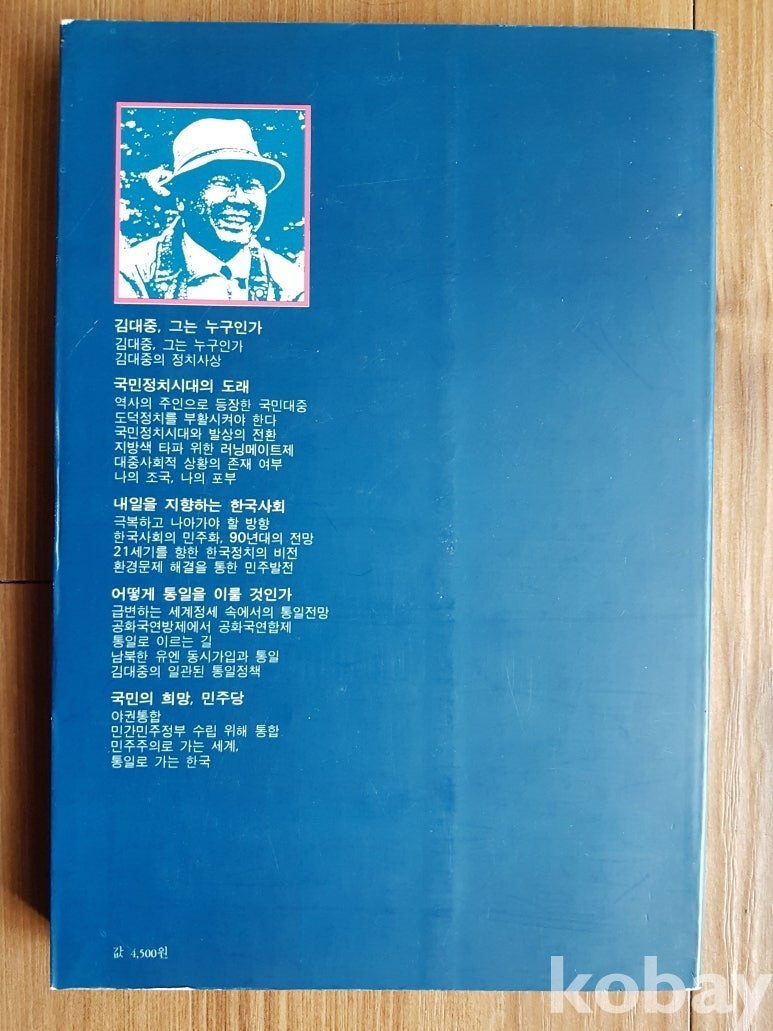 김대중, 그는 누구인가
김대중, 그는 누구인가
김대중의 정치사상
국민정치시대의 도래
역사의 주인으로 등장한 국민대중
도덕정치를 부활시켜야 한다
국민정치시대와 발상의 전환
지방색 타파 위한 러닝메이트제
대중사회적 상황의 존재 여부
나의 조국, 나의 포부
내일을 지향하는 한국사회
극복하고 나아가야 할 방향
한국사회의 민주화, 90년대의 전망
21세기를 향한 한국정치의 비전
환경문제 해결을 통한 민주발전
어떻게 통일을 이룰 것인가
급변하는 세계정세 속에서의 통일전망
공화국연방제에서 공화국연합제
통일로 이르는 길
남북한 유엔 동시가입과 통일
김대중의 일관된 통일정책
국민의 희망, 민주당
야권통합
민간민주정부 수립 위해 통합
민주주의로 가는 세계,
통일로 가는 한국
값 4,500원
kobay